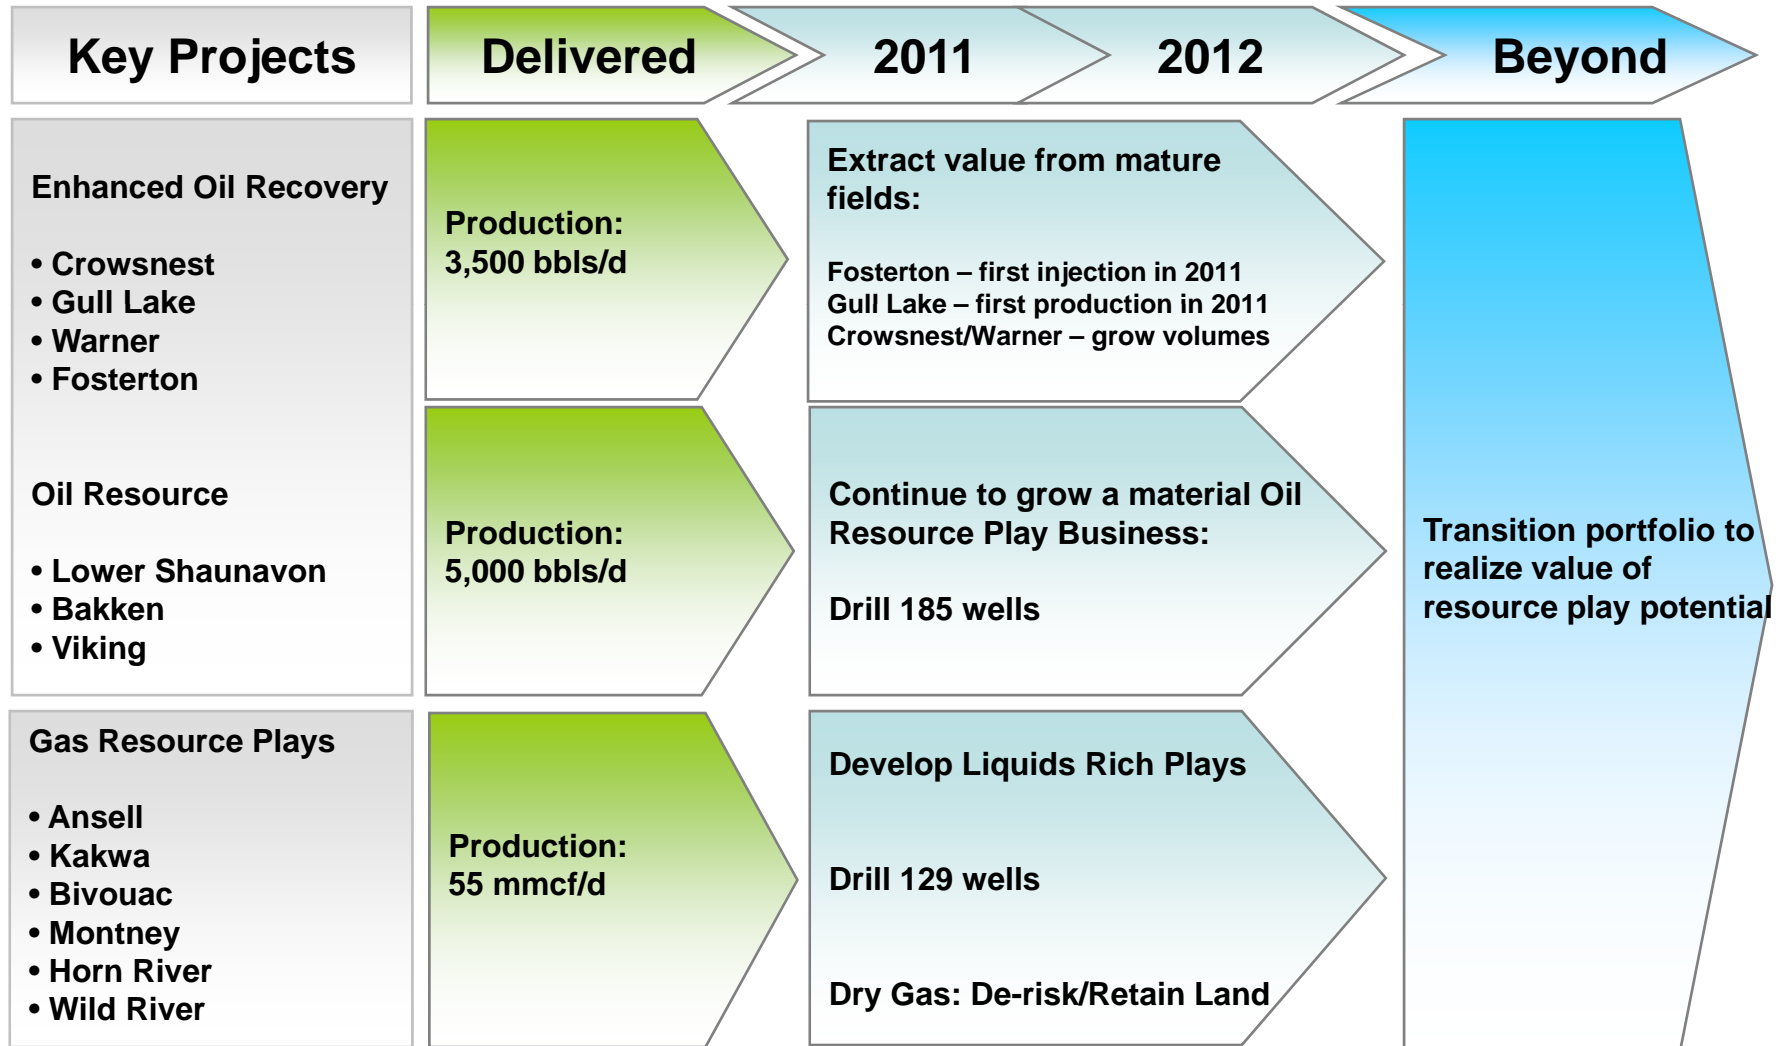 Key Projects
Delivered
2011
2012
Beyond
Enhanced Oil Recovery
• Crowsnest
• Gull Lake
• Warner
• Fosterton
Production:
3,500 bbls/d
Extract value from mature
fields:
Fosterton – first injection in 2011
Gull Lake – first production in 2011
Crowsnest/Warner – grow volumes
Oil Resource
• Lower Shaunavon
• Bakken
• Viking
Production:
5,000 bbls/d
Continue to grow a material Oil
Resource Play Business:
Drill 185 wells
Gas Resource Plays
• Ansell
• Kakwa
• Bivouac
• Montney
• Horn River
• Wild River
Production:
55 mmcf/d
Develop Liquids Rich Plays
Drill 129 wells
Dry Gas: De-risk/Retain Land
Transition portfolio to
realize value of
resource play potential